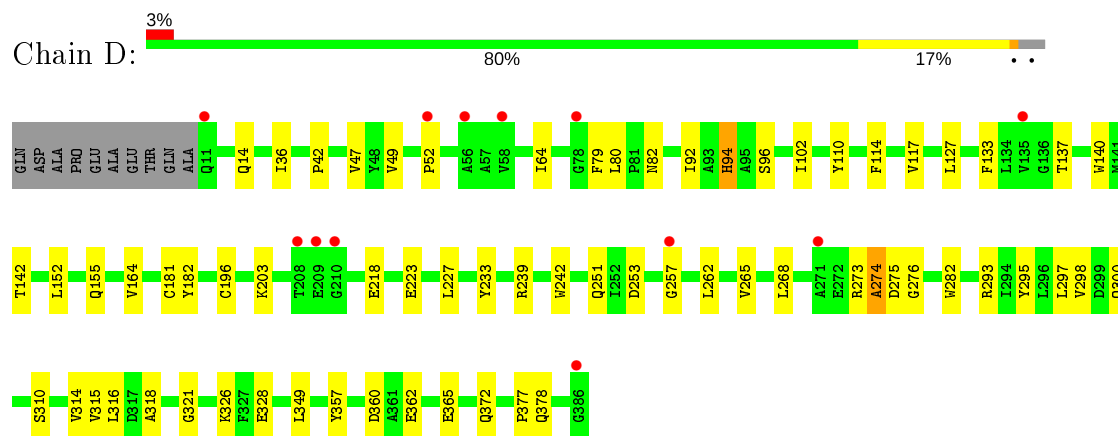 3%
Chain D:
80% 17% • •
GLN ASP ALA PRO GLU ALA GLU THR GLN ALA Q11 Q14 I36 P42 V47 Y48 V49 P52 A56 A57 V58 I64 G78 F79 L80 P81 N82 I92 A93 H94 A95 S96 I102 Y110 F114 V117 L127 F133 L134 V135 G136 T137 W140 M141
T142 L152 Q155 V164 C181 Y182 C196 K203 T208 E209 G210 E218 E223 L227 Y233 R239 W242 Q251 I252 D253 G257 L262 V265 L268 A271 E272 R273 A274 D275 G276 W282 R293 I294 Y295 L296 L297 V298 D299 Q300
S310 V314 V315 L316 D317 A318 G321 K326 F327 E328 L349 Y357 D360 A361 E362 E365 Q372 P377 Q378 G386